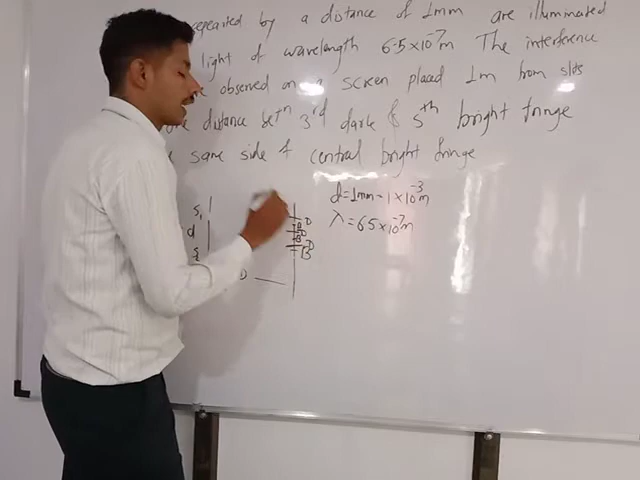 separated by a distance of 1mm are illuminated
light of wavelength 6.5×10⁻⁷m The interference
observed on a screen placed 1m from slits
distance betⁿ 3ʳd dark & 5ᵗʰ bright fringe
same side of central bright fringe
d=1mm=1×10⁻³m
λ=6.5×10⁻⁷m
S₁
d
S₂
D
D
B
D
B
D
B